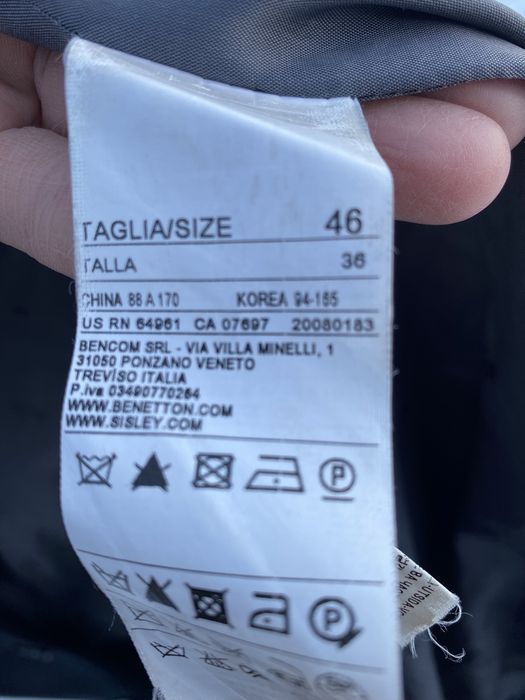 TAGLIA/SIZE 46
TALLA 36
CHINA 88 A 170 KOREA 94-165
US RN 64961 CA 07697 20080183
BENCOM SRL - VIA VILLA MINELLI, 1
31050 PONZANO VENETO
TREVISO ITALIA
P.iva 03490770264
WWW.BENETTON.COM
WWW.SISLEY.COM
P
P